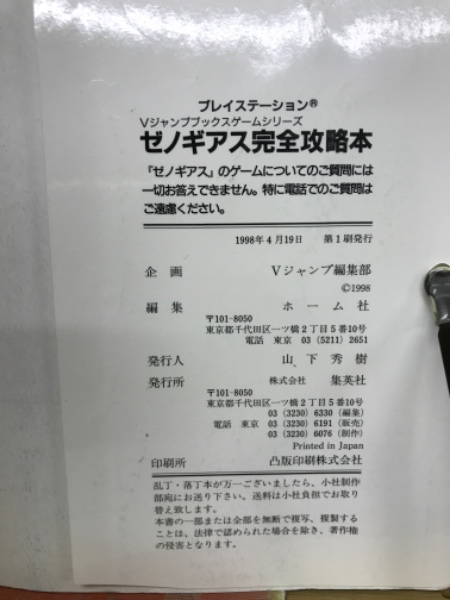 プレイステーション®
Vジャンプブックスゲームシリーズ
ゼノギアス完全攻略本
『ゼノギアス』のゲームについてのご質問には
一切お答えできません。特に電話でのご質問は
ご遠慮ください。
1998年4月19日 第1刷発行
企画 Vジャンプ編集部
©1998
編集 ホーム社
〒101-8050
東京都千代田区一ツ橋2丁目5番10号
電話 東京 03(5211)2651
発行人 山下秀樹
発行所 株式会社 集英社
〒101-8050
東京都千代田区一ツ橋2丁目5番10号
03(3230)6330(編集)
電話 東京 03(3230)6191(販売)
03(3230)6076(制作)
Printed in Japan
印刷所 凸版印刷株式会社
乱丁・落丁本が万一ございましたら、小社制作
部宛にお送り下さい。送料は小社負担でお取り
替え致します。
本書の一部または全部を無断で複写、複製する
ことは、法律で認められた場合を除き、著作権
の侵害となります。